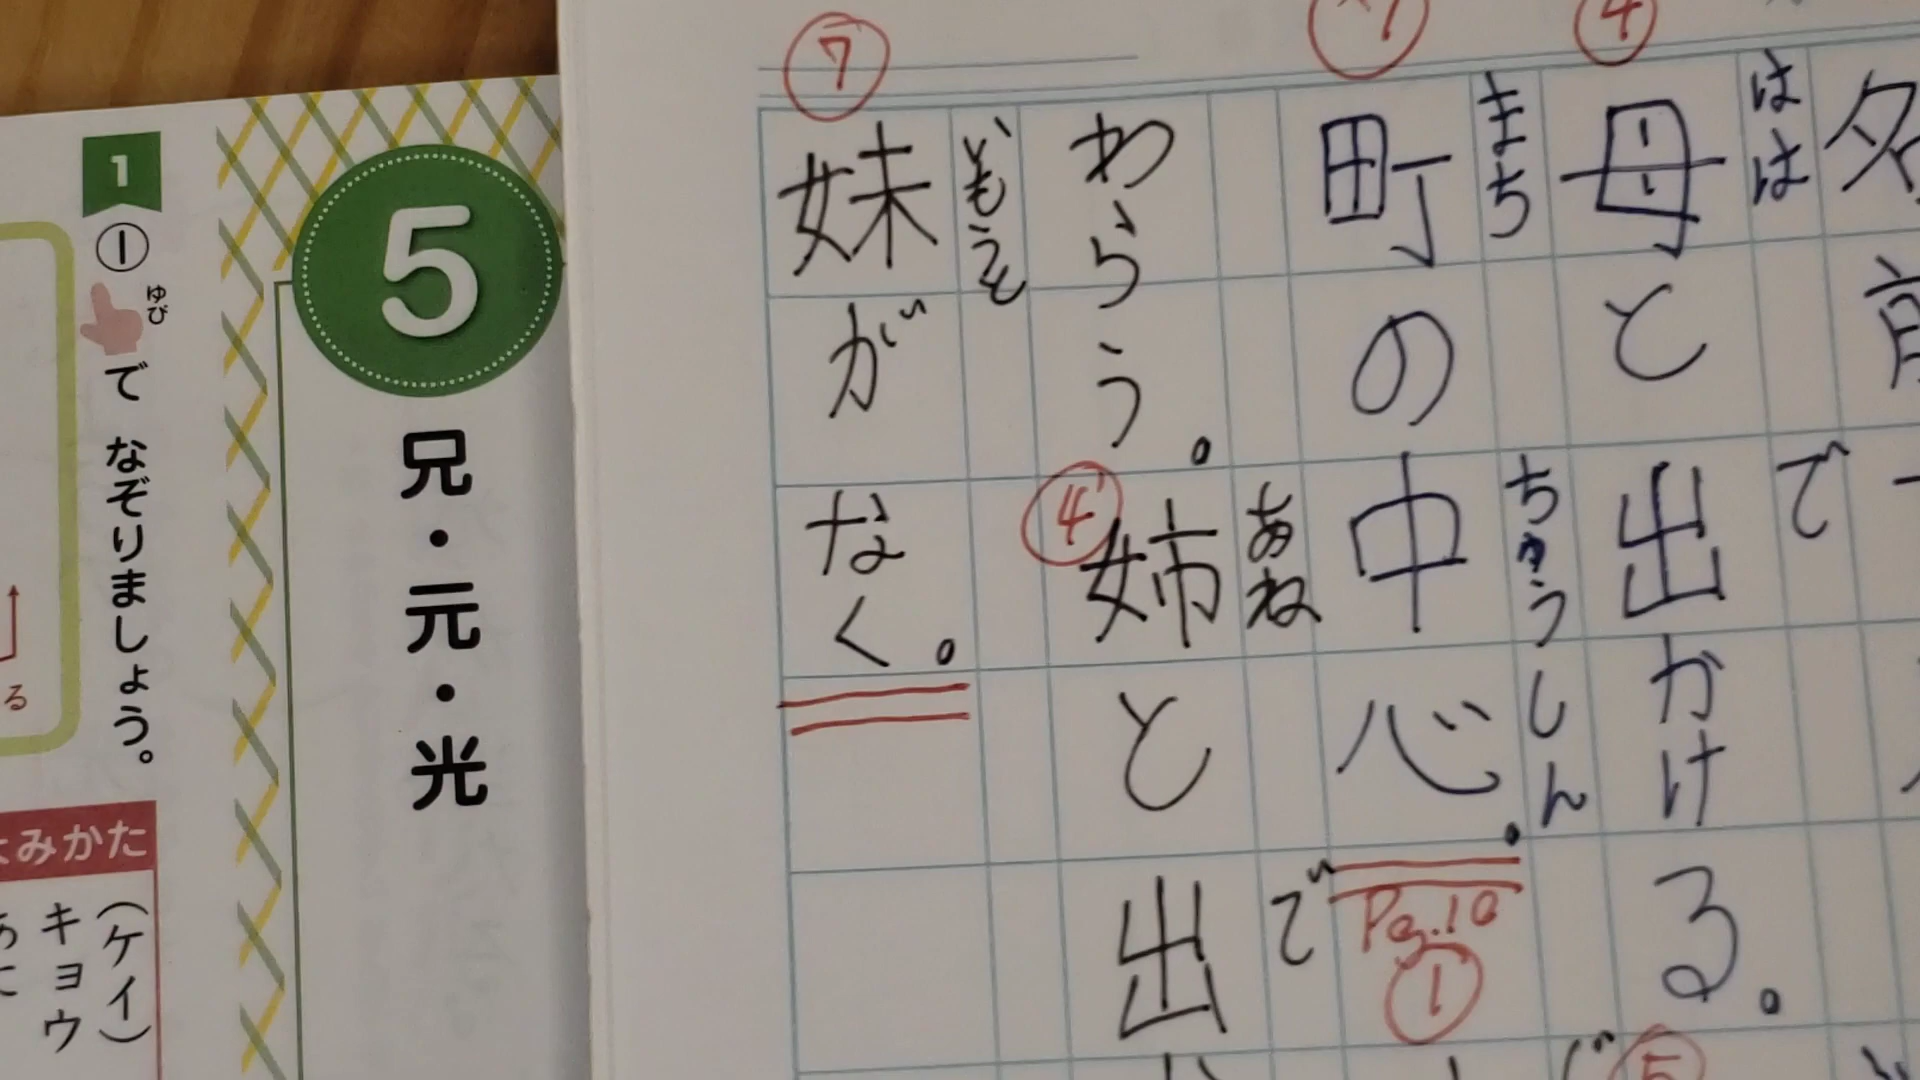 はは
で
④
母と出かける。
⑤
まち
ちゅうしん
町の中心。
Pg.10
①
あね
で
わらう。
④姉と出
いもうと
⑦
妹がなく。
5
兄・元・光
1
①
ゆび
で なぞりましょう。
みかた
(ケイ)
キョウ
る